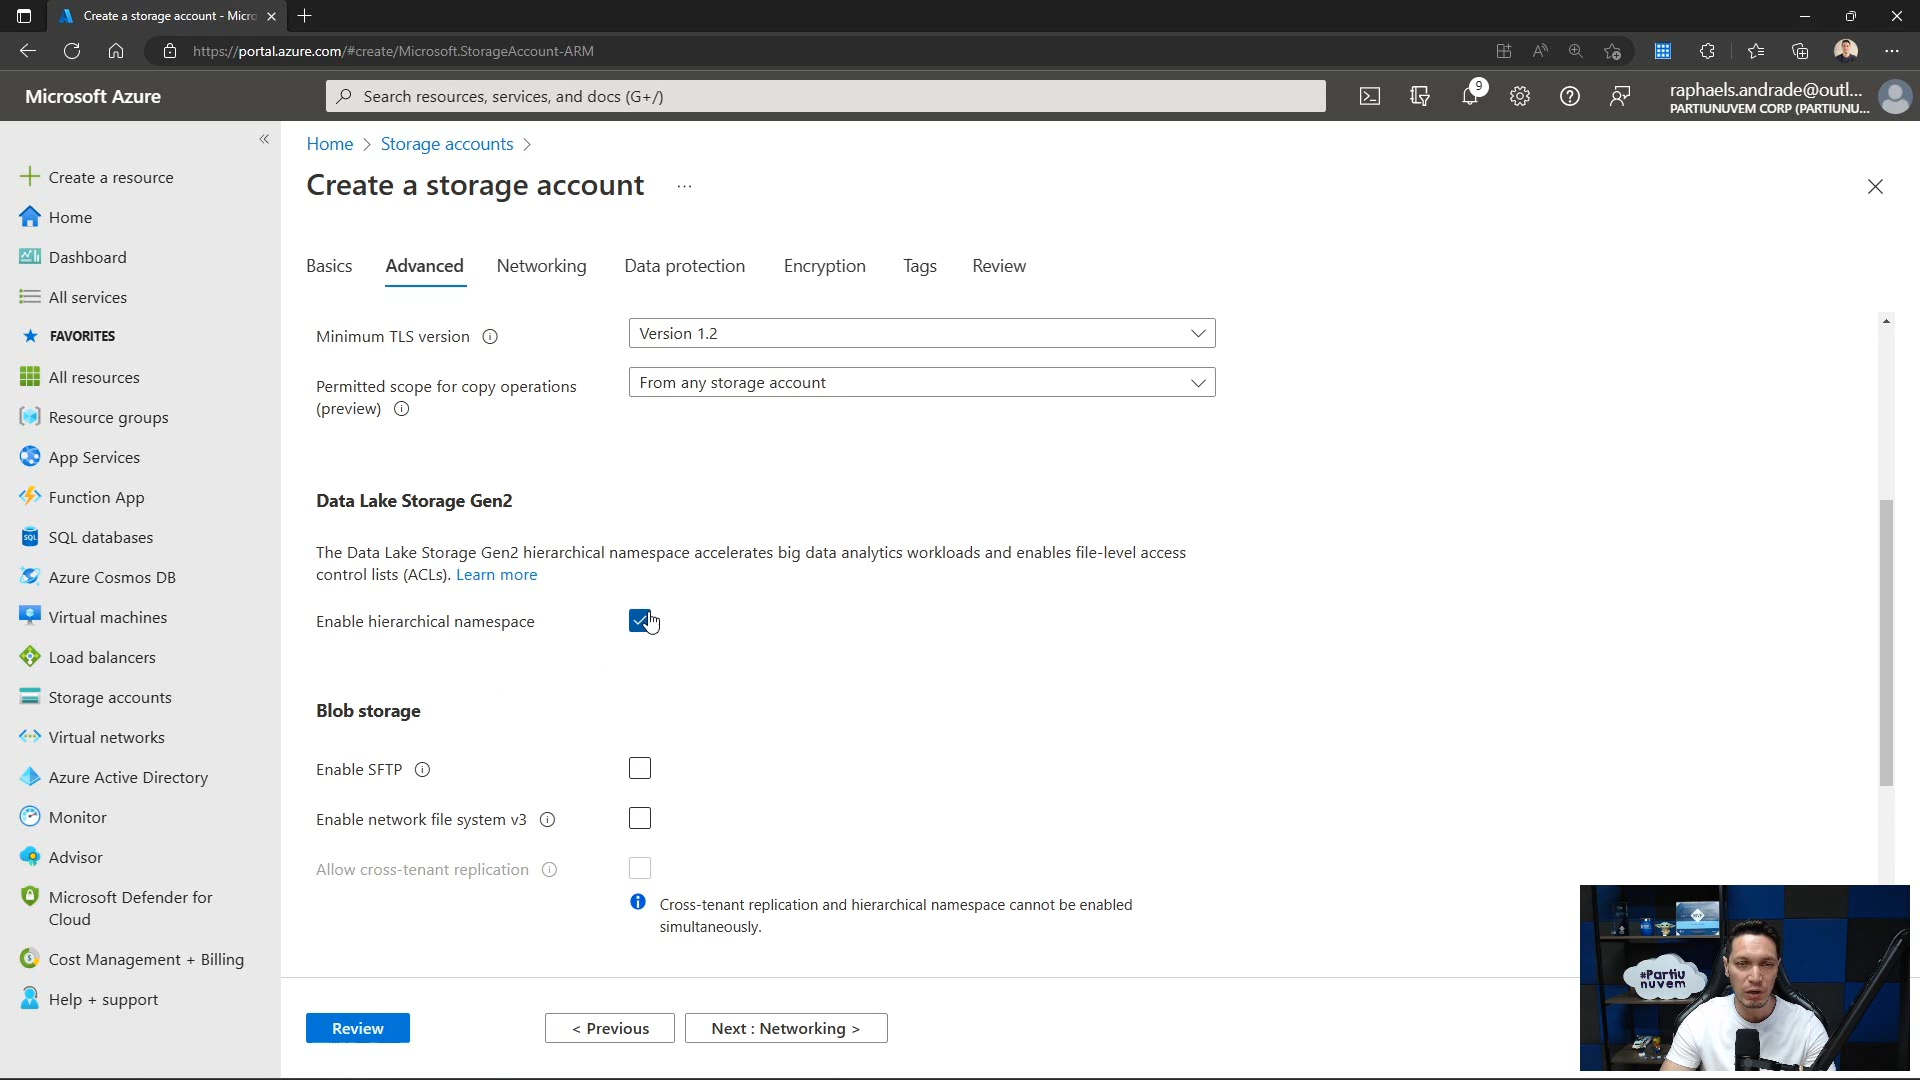 Create a storage account - Micro
https://portal.azure.com/#create/Microsoft.StorageAccount-ARM
Microsoft Azure
Search resources, services, and docs (G+/)
9
raphaels.andrade@outl...
PARTIUNUVEM CORP (PARTIUNU...
Home > Storage accounts >
Create a storage account ...
Create a resource
Home
Dashboard
All services
FAVORITES
All resources
Resource groups
App Services
Function App
SQL databases
Azure Cosmos DB
Virtual machines
Load balancers
Storage accounts
Virtual networks
Azure Active Directory
Monitor
Advisor
Microsoft Defender for
Cloud
Cost Management + Billing
Help + support
Basics Advanced Networking Data protection Encryption Tags Review
Minimum TLS version
Version 1.2
Permitted scope for copy operations
(preview)
From any storage account
Data Lake Storage Gen2
The Data Lake Storage Gen2 hierarchical namespace accelerates big data analytics workloads and enables file-level access
control lists (ACLs). Learn more
Enable hierarchical namespace
Blob storage
Enable SFTP
Enable network file system v3
Allow cross-tenant replication
Cross-tenant replication and hierarchical namespace cannot be enabled
simultaneously.
Review
< Previous
Next : Networking >
#Partiu
nuvem